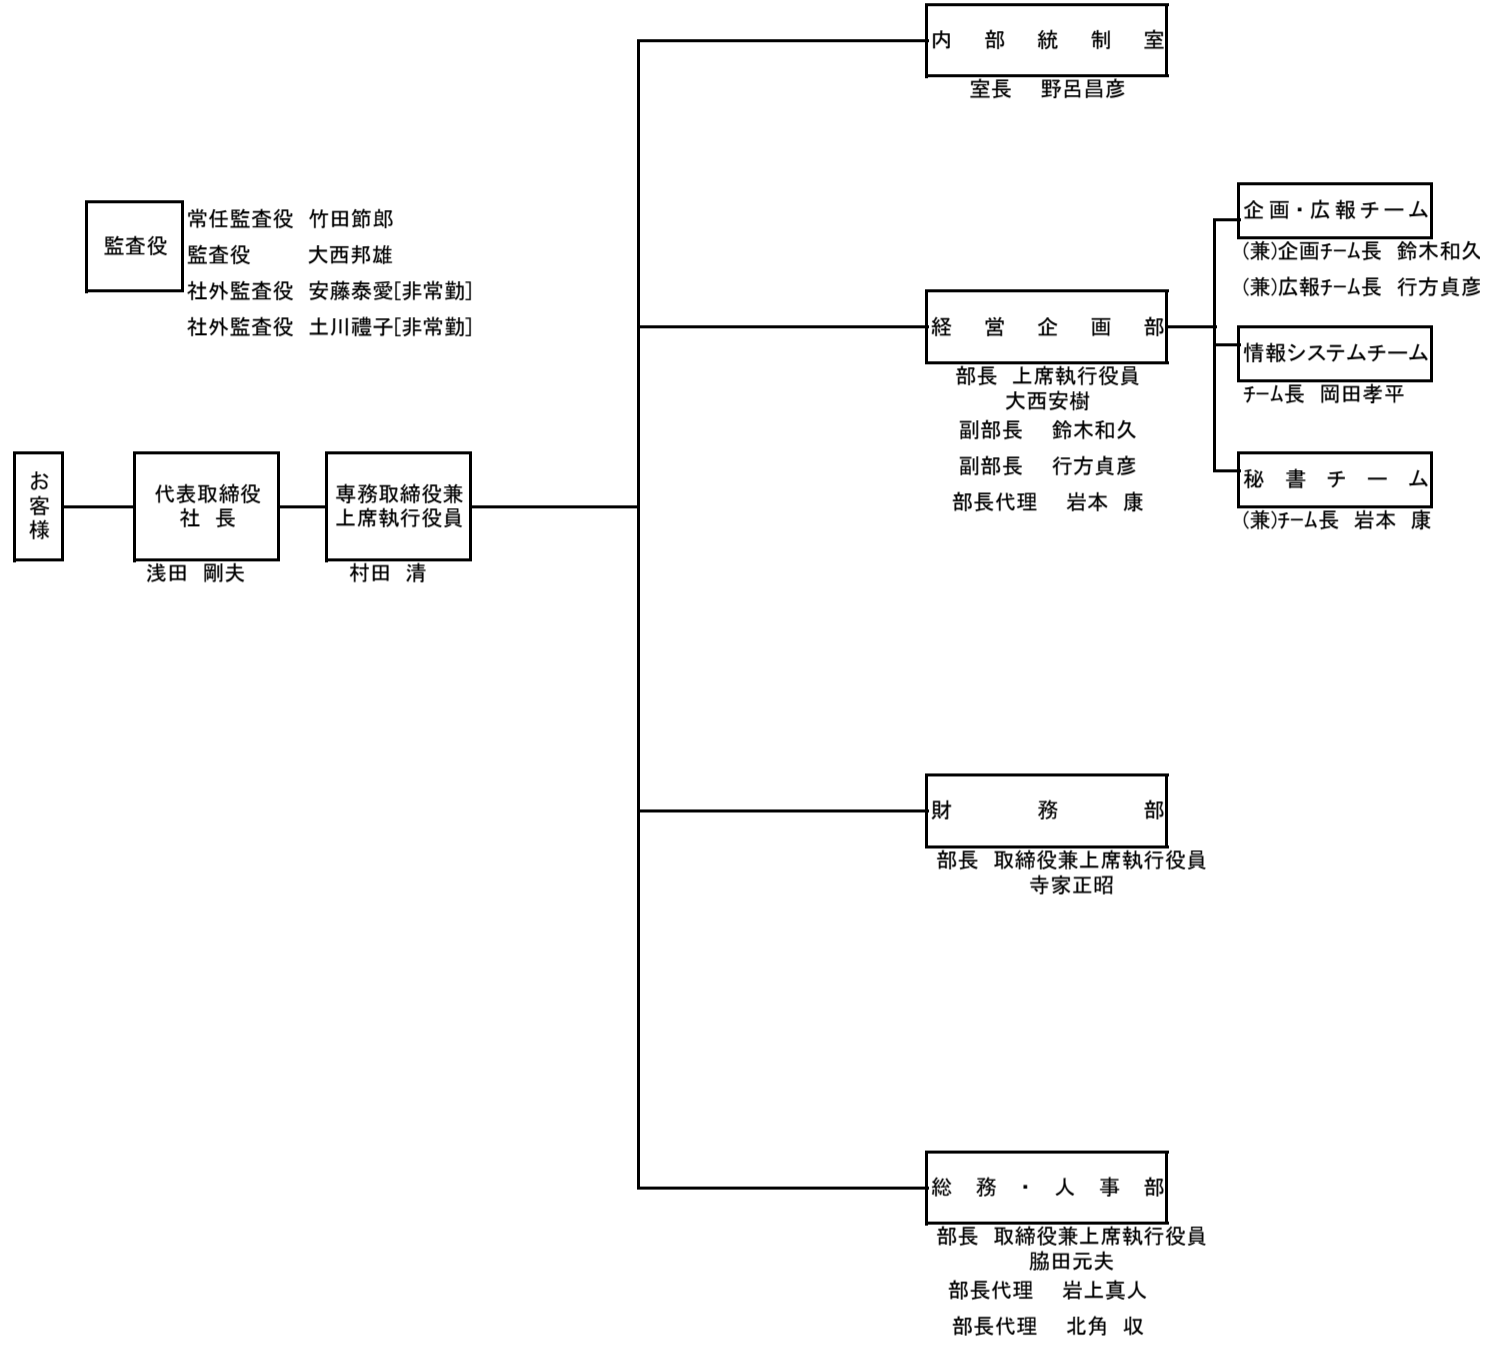 内部統制室
室長 野呂昌彦
監査役
常任監査役 竹田節郎
監査役 大西邦雄
社外監査役 安藤泰愛[非常勤]
社外監査役 土川禮子[非常勤]
お客様
代表取締役
社長
浅田 剛夫
専務取締役兼
上席執行役員
村田 清
経営企画部
部長 上席執行役員
大西安樹
副部長 鈴木和久
副部長 行方貞彦
部長代理 岩本 康
企画・広報チーム
(兼)企画ﾁｰﾑ長 鈴木和久
(兼)広報ﾁｰﾑ長 行方貞彦
情報システムチーム
ﾁｰﾑ長 岡田孝平
秘書チーム
(兼)ﾁｰﾑ長 岩本 康
財務部
部長 取締役兼上席執行役員
寺家正昭
総務・人事部
部長 取締役兼上席執行役員
脇田元夫
部長代理 岩上真人
部長代理 北角 収